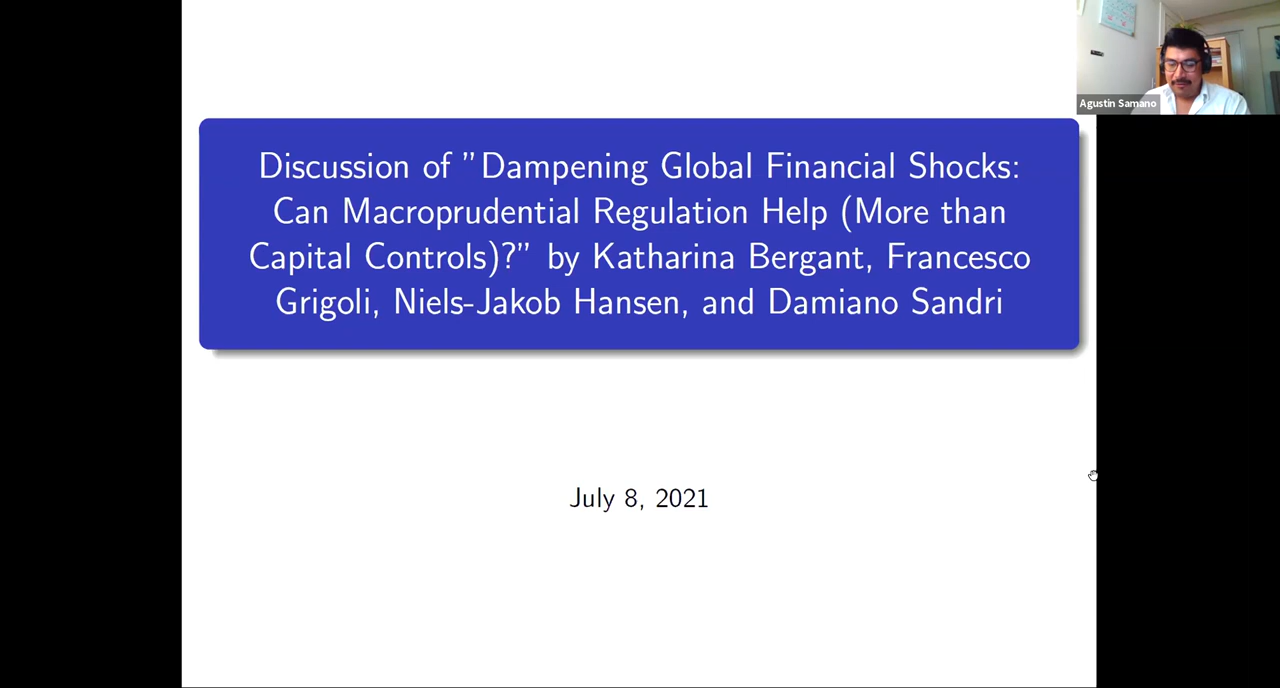 Agustin Samano
Discussion of "Dampening Global Financial Shocks:
Can Macroprudential Regulation Help (More than
Capital Controls)?" by Katharina Bergant, Francesco
Grigoli, Niels-Jakob Hansen, and Damiano Sandri
July 8, 2021